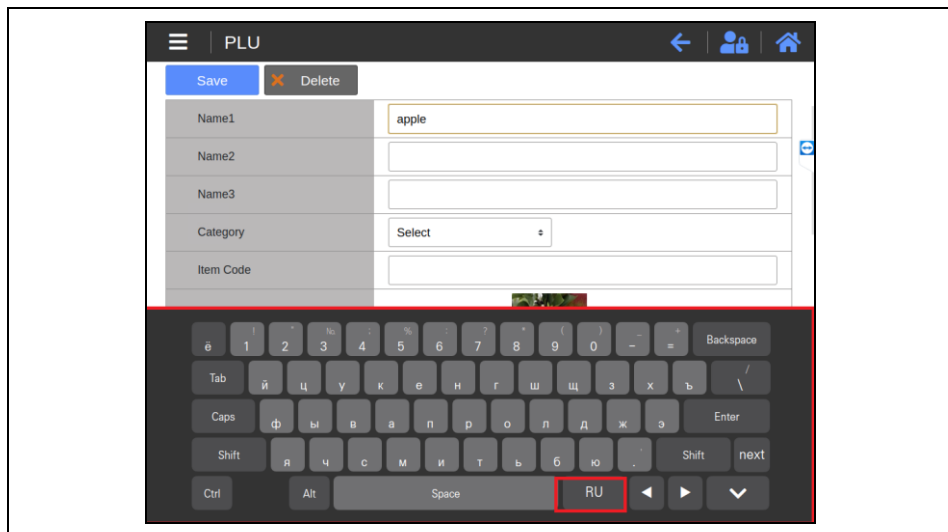 PLU
Save Delete
Name1 apple
Name2
Name3
Category Select
Item Code
ё ! 1 " 2 № 3 ; 4 % 5 : 6 ? 7 * 8 ( 9 ) 0 _ - + = Backspace
Tab й ц у к е н г ш щ з х ъ / \
Caps ф ы в а п р о л д ж э Enter
Shift я ч с м и т ь б ю . Shift next
Ctrl Alt Space RU